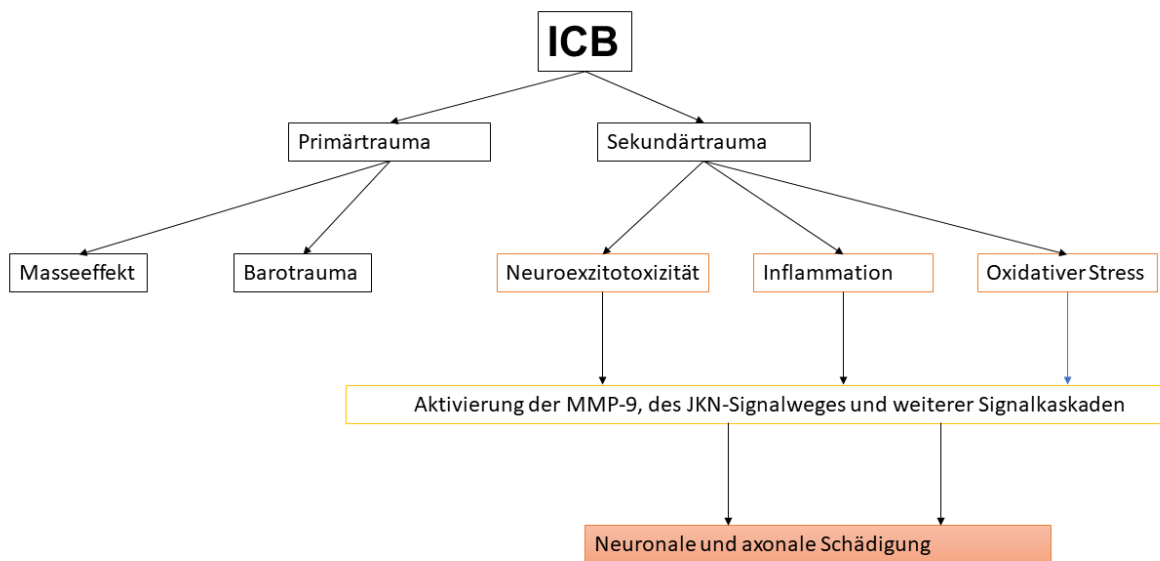 ICB
Primärtrauma
Sekundärtrauma
Masseeffekt
Barotrauma
Neuroexzitotoxizität
Inflammation
Oxidativer Stress
Aktivierung der MMP-9, des JKN-Signalweges und weiterer Signalkaskaden
Neuronale und axonale Schädigung